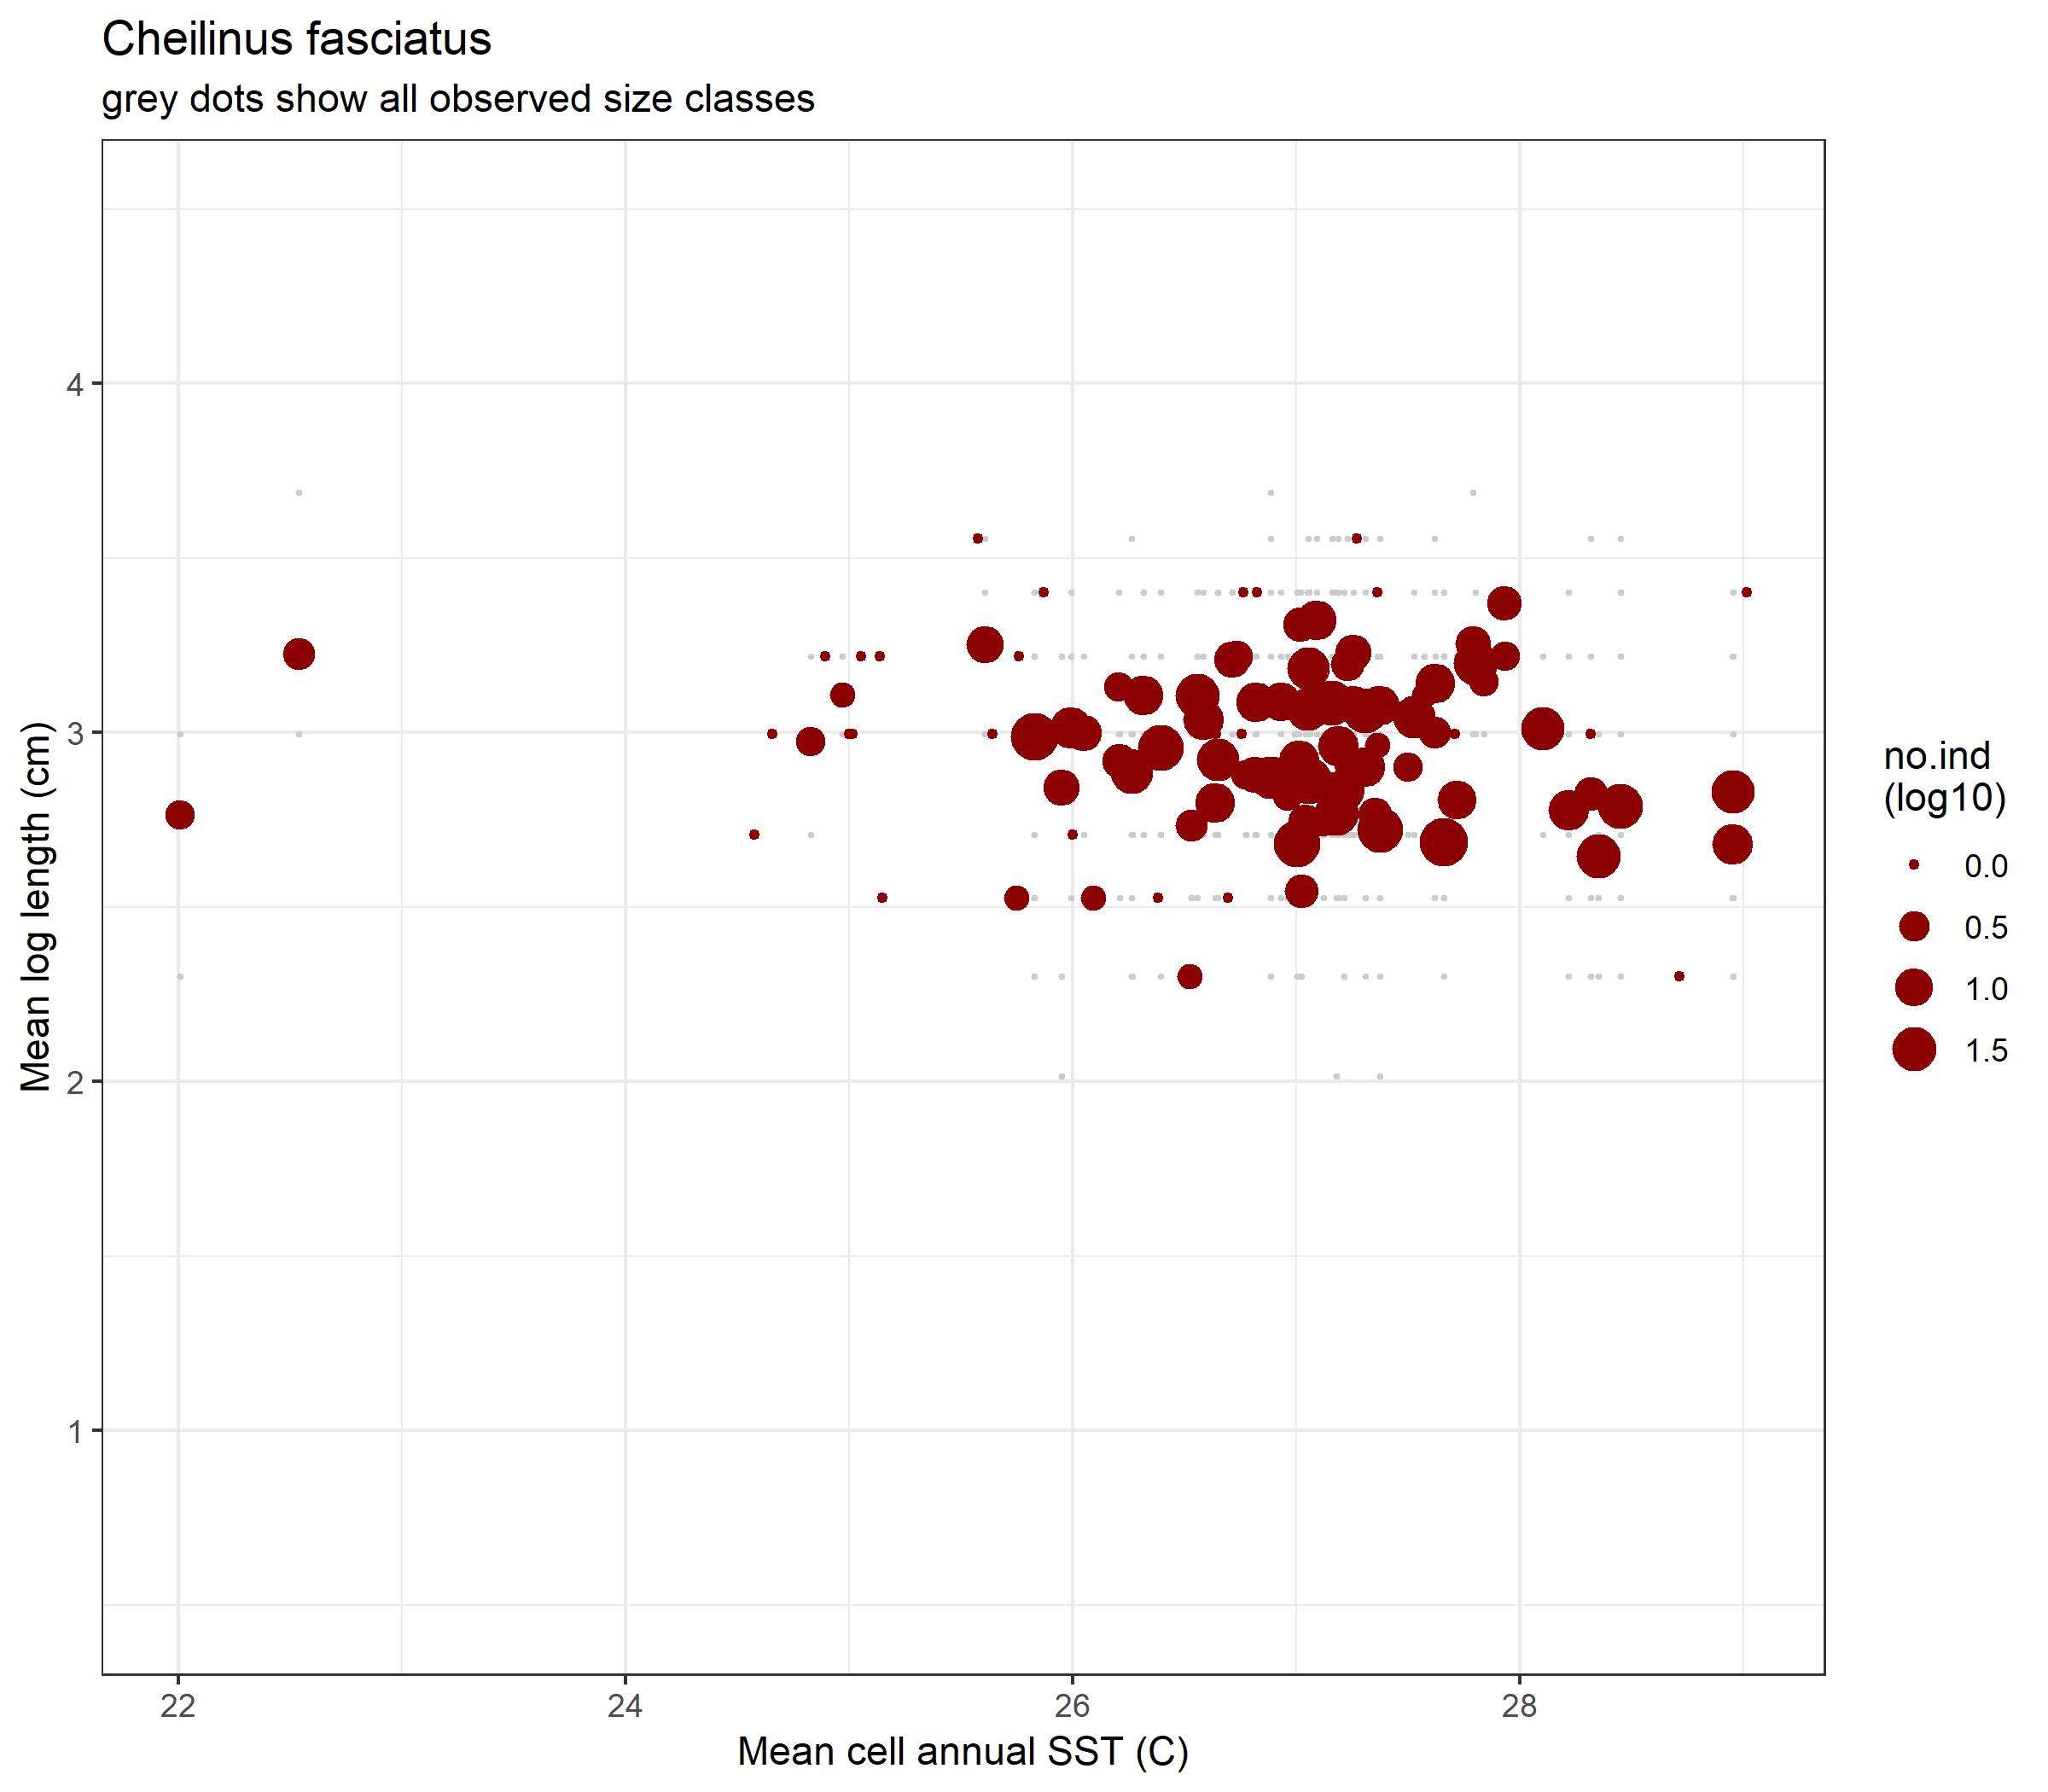 Cheilinus fasciatus
grey dots show all observed size classes
Mean log length (cm)
4
3
2
1
22
24
26
28
Mean cell annual SST (C)
no.ind
(log10)
0.0
0.5
1.0
1.5